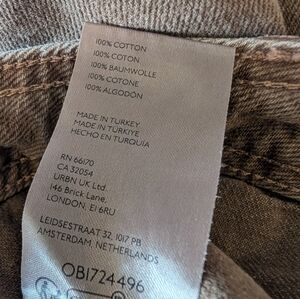 100% COTTON
100% COTON
100% BAUMWOLLE
100% COTONE
100% ALGODÓN
MADE IN TURKEY
MADE IN TÜRKIYE
HECHO EN TURQUIA
RN 66170
CA 32054
URBN UK Ltd.
146 Brick Lane,
LONDON, E1 6RU
LEIDSESTRAAT 32, 1017 PB
AMSTERDAM, NETHERLANDS
OB1724496